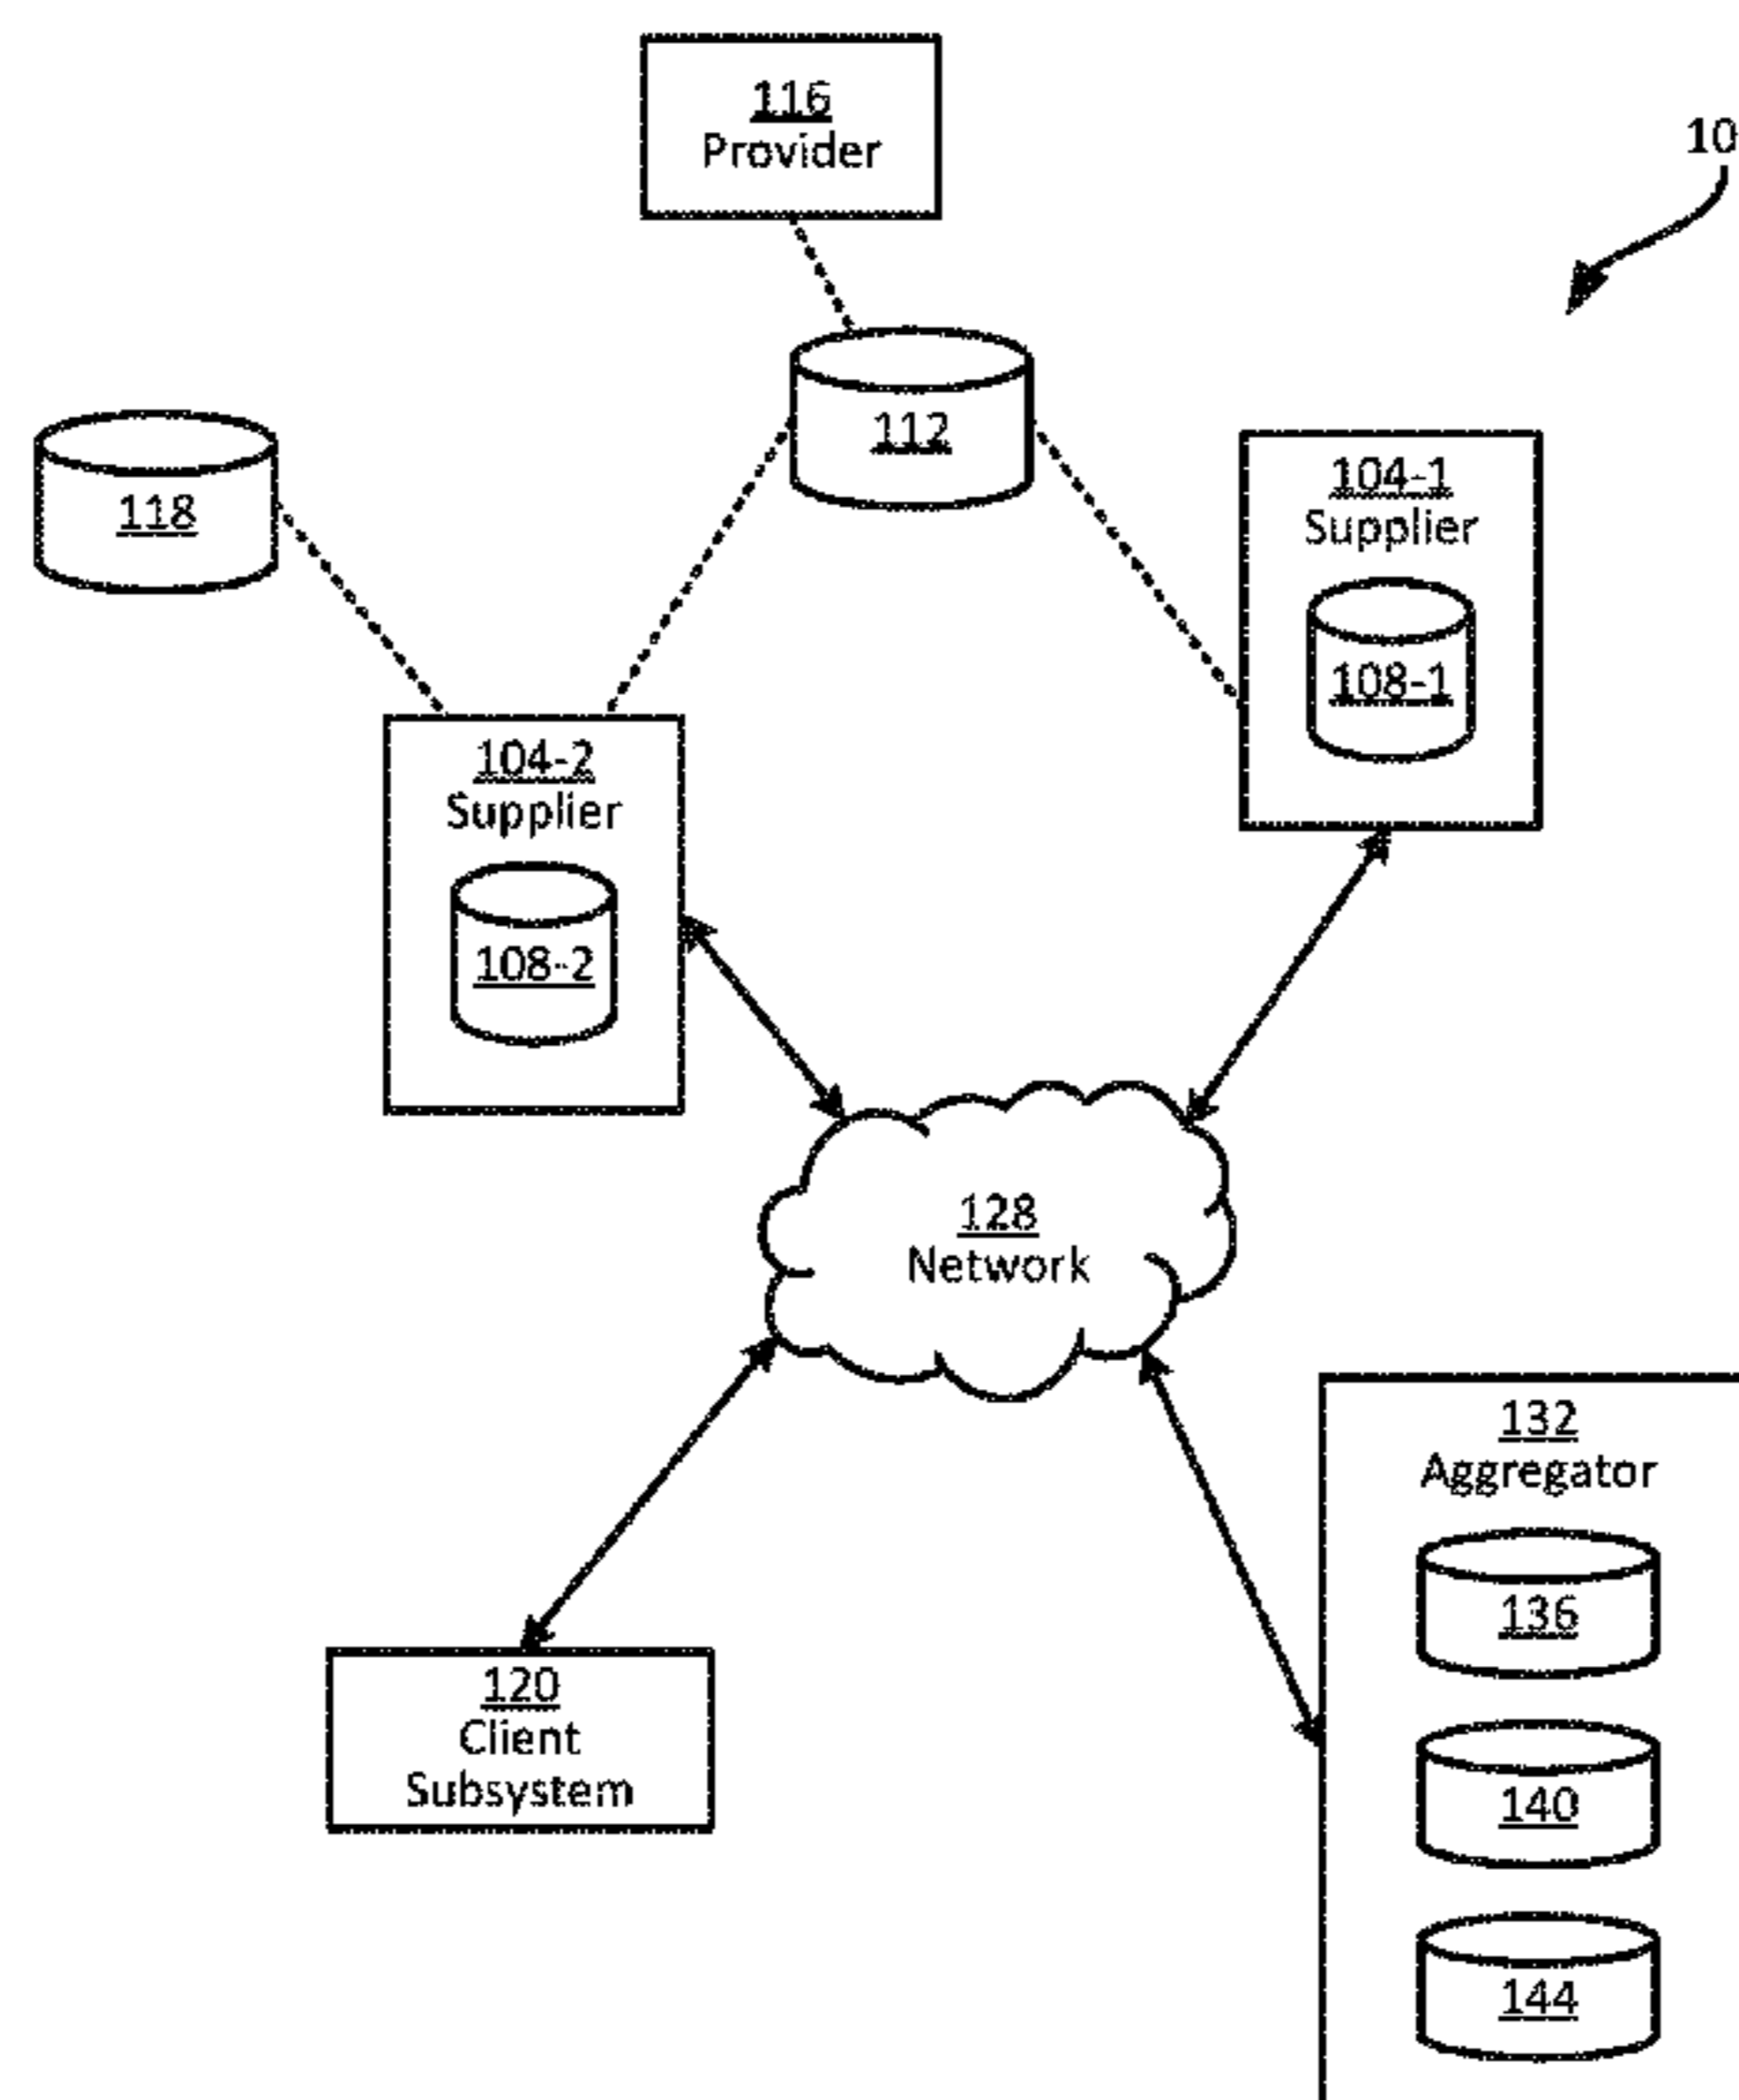 116
Provider
10
112
118
104-1
Supplier
108-1
104-2
Supplier
108-2
128
Network
132
Aggregator
136
120
Client
Subsystem
140
144